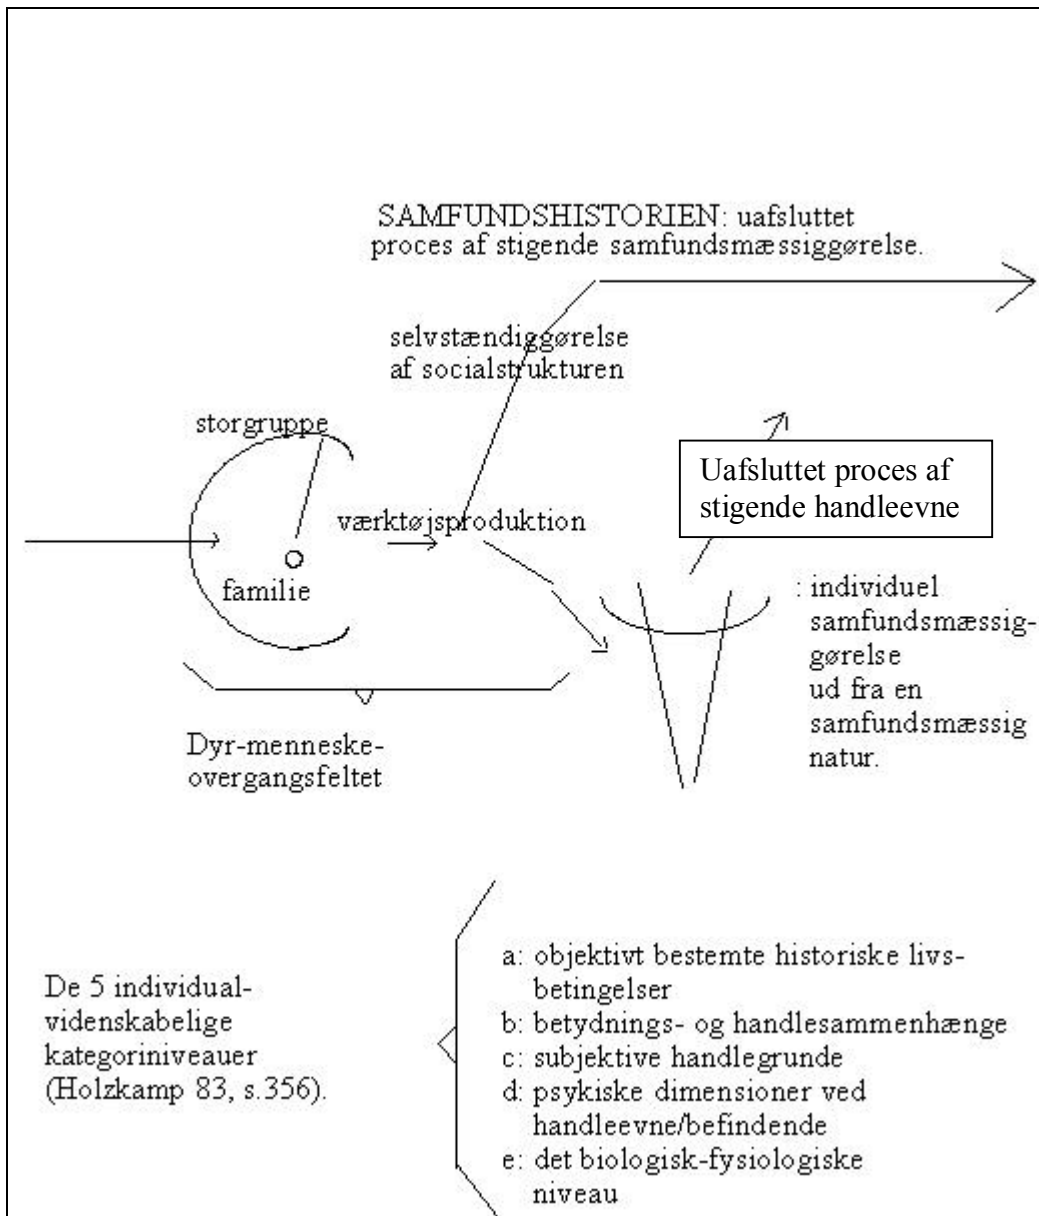 SAMFUNDSHISTORIEN: uafsluttet
proces af stigende samfundsmæssiggørelse.
selvstændiggørelse
af socialstrukturen
storgruppe
Uafsluttet proces af
stigende handleevne
værktøjsproduktion
familie
: individuel
samfundsmæssig-
gørelse
ud fra en
samfundsmæssig
natur.
Dyr-menneske-
overgangsfeltet
De 5 individual-
videnskabelige
kategoriniveauer
(Holzkamp 83, s.356).
a: objektivt bestemte historiske livs-
betingelser
b: betydnings- og handlesammenhænge
c: subjektive handlegrunde
d: psykiske dimensioner ved
handleevne/befindende
e: det biologisk-fysiologiske
niveau